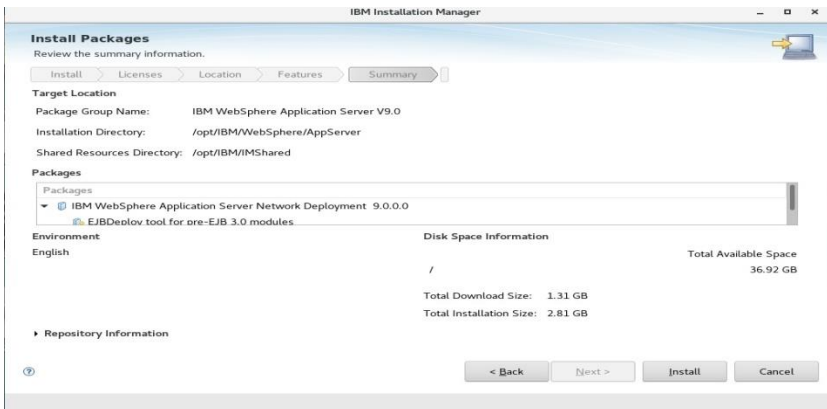 IBM Installation Manager
Install Packages
Review the summary information.
Install Licenses Location Features Summary
Target Location
Package Group Name: IBM WebSphere Application Server V9.0
Installation Directory: /opt/IBM/WebSphere/AppServer
Shared Resources Directory: /opt/IBM/IMShared
Packages
Packages
IBM WebSphere Application Server Network Deployment 9.0.0.0
EJBDeploy tool for pre-EJB 3.0 modules
Environment
English
Disk Space Information
Total Available Space
/ 36.92 GB
Total Download Size: 1.31 GB
Total Installation Size: 2.81 GB
Repository Information
? < Back Next > Install Cancel